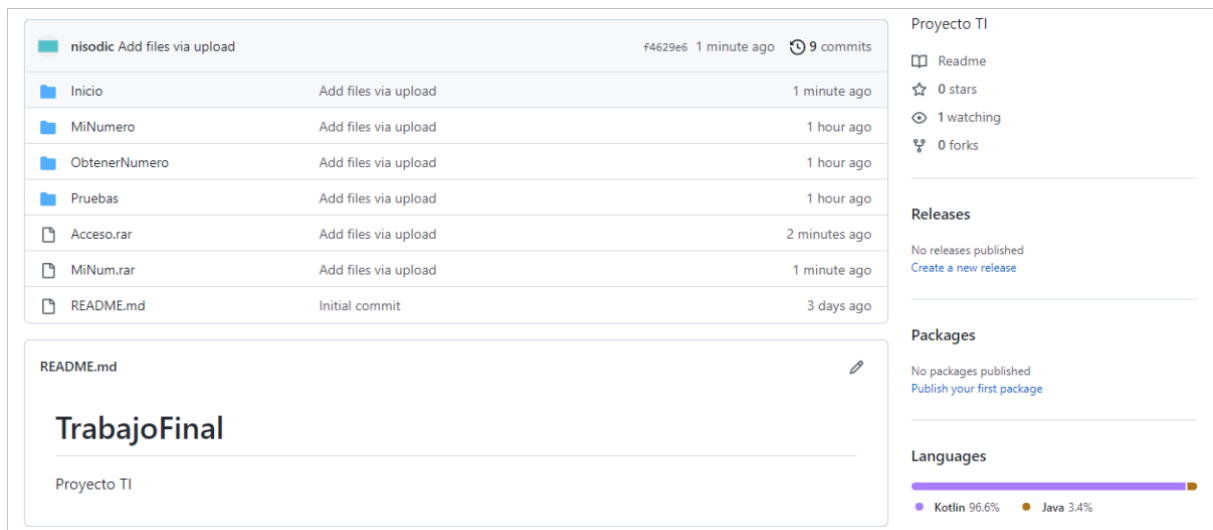 nisodic Add files via upload f4629e6 1 minute ago 9 commits
Inicio Add files via upload 1 minute ago
MiNumero Add files via upload 1 hour ago
ObtenerNumero Add files via upload 1 hour ago
Pruebas Add files via upload 1 hour ago
Acceso.rar Add files via upload 2 minutes ago
MiNum.rar Add files via upload 1 minute ago
README.md Initial commit 3 days ago
README.md
TrabajoFinal
Proyecto TI
Proyecto TI
Readme
0 stars
1 watching
0 forks
Releases
No releases published
Create a new release
Packages
No packages published
Publish your first package
Languages
Kotlin 96.6% Java 3.4%